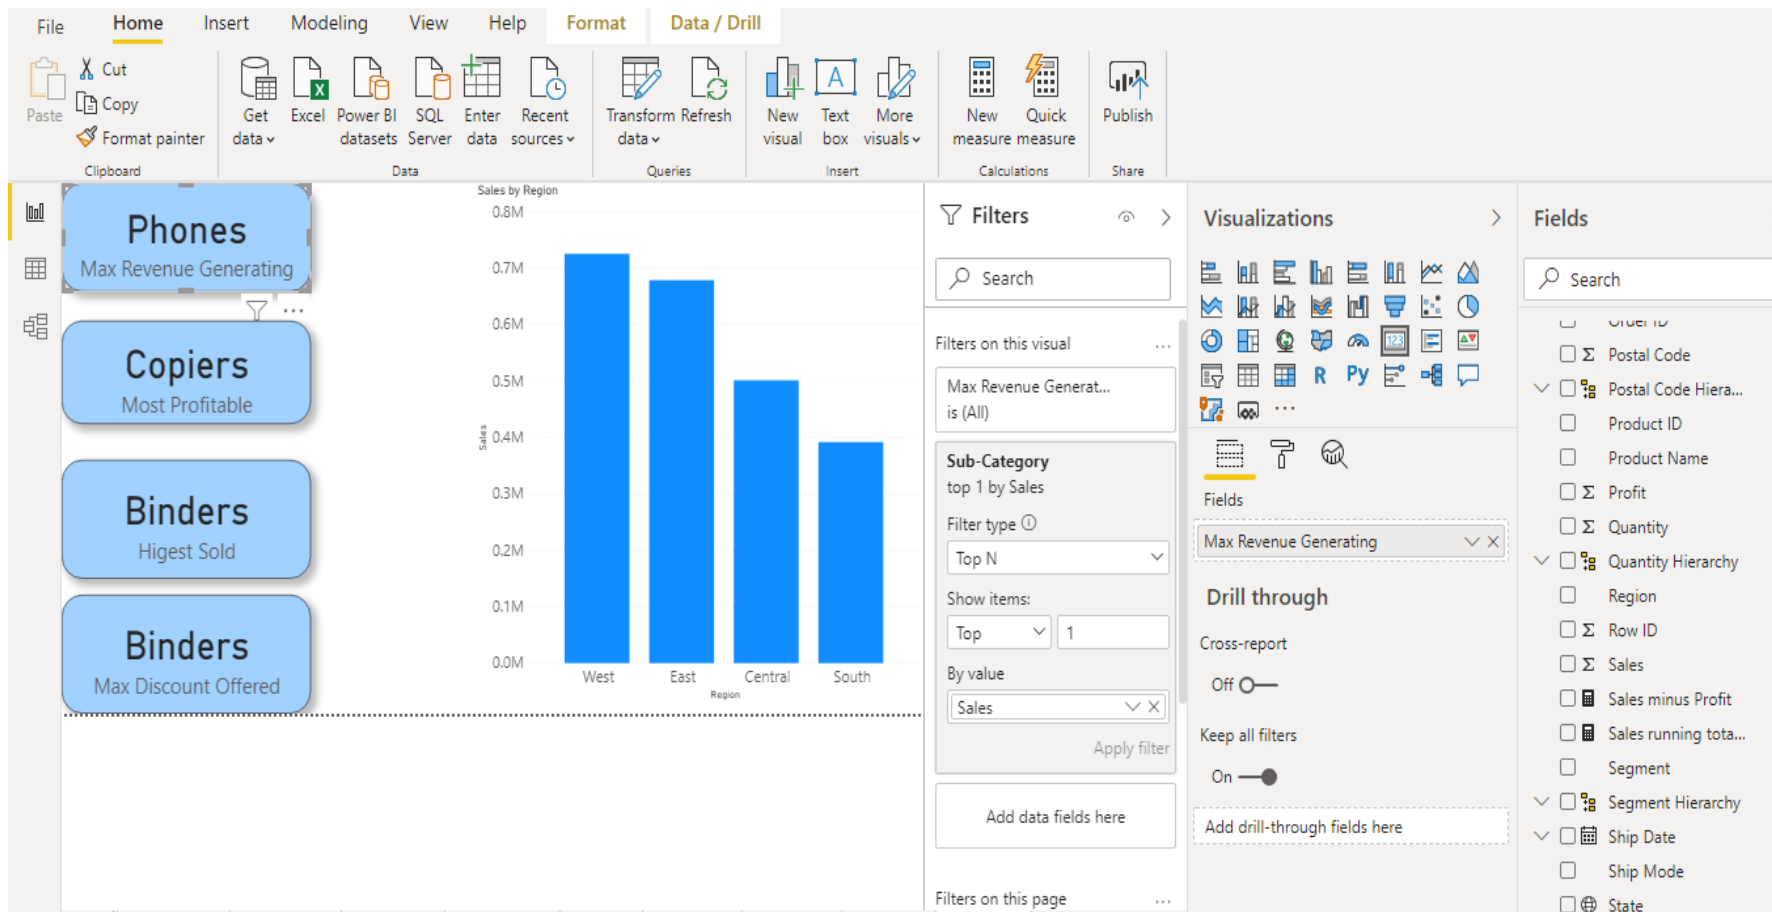 File Home Insert Modeling View Help Format Data / Drill
Paste
Cut
Copy
Format painter
Clipboard
Get data
Excel
Power BI datasets
SQL Server
Enter data
Recent sources
Data
Transform data
Refresh
Queries
New visual
Text box
More visuals
Insert
New measure
Quick measure
Calculations
Publish
Share
Phones
Max Revenue Generating
Copiers
Most Profitable
Binders
Higest Sold
Binders
Max Discount Offered
Sales by Region
0.8M
0.7M
0.6M
0.5M
0.4M
0.3M
0.2M
0.1M
0.0M
Sales
West East Central South
Region
Filters
Search
Filters on this visual
Max Revenue Generat...
is (All)
Sub-Category
top 1 by Sales
Filter type
Top N
Show items:
Top 1
By value
Sales
Apply filter
Add data fields here
Filters on this page
Visualizations
123
R Py
Fields
Max Revenue Generating
Drill through
Cross-report
Off
Keep all filters
On
Add drill-through fields here
Fields
Search
Order ID
Postal Code
Postal Code Hiera...
Product ID
Product Name
Profit
Quantity
Quantity Hierarchy
Region
Row ID
Sales
Sales minus Profit
Sales running tota...
Segment
Segment Hierarchy
Ship Date
Ship Mode
State